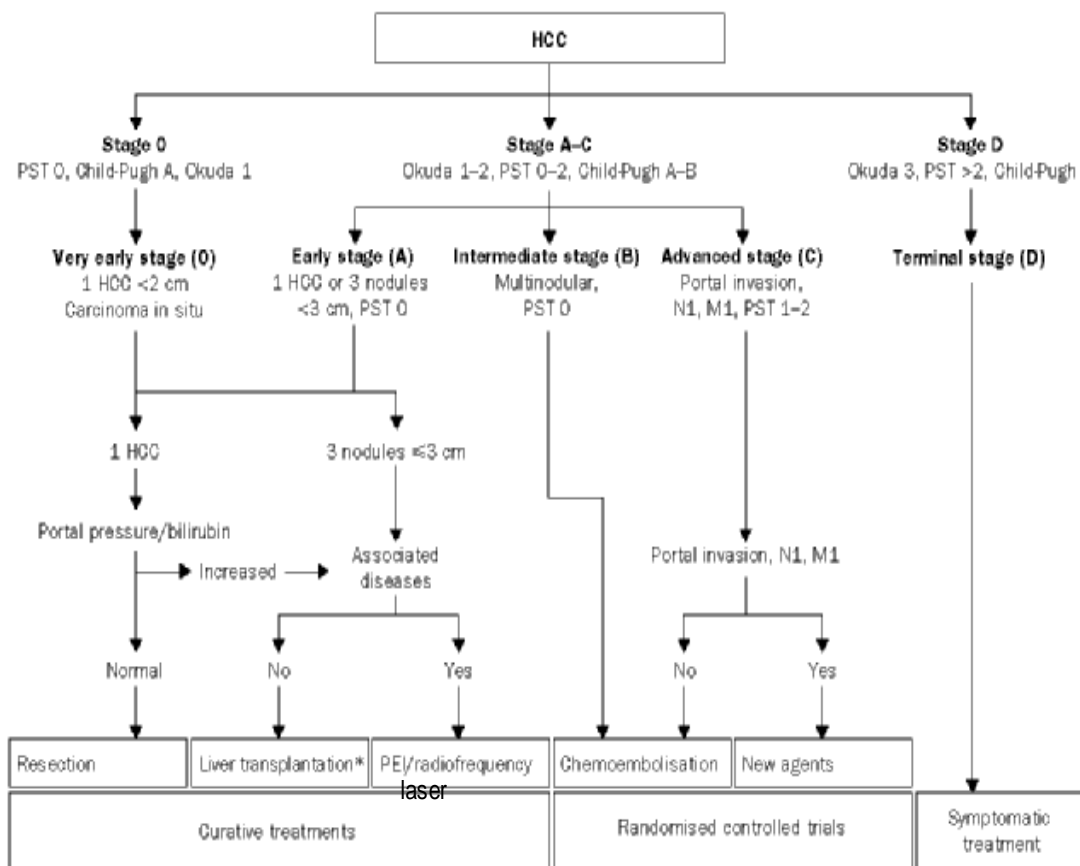 HCC
Stage 0
PST 0, Child-Pugh A, Okuda 1
Stage A–C
Okuda 1–2, PST 0–2, Child-Pugh A–B
Stage D
Okuda 3, PST >2, Child-Pugh
Very early stage (0)
1 HCC <2 cm
Carcinoma in situ
Early stage (A)
1 HCC or 3 nodules
<3 cm, PST 0
Intermediate stage (B)
Multinodular,
PST 0
Advanced stage (C)
Portal invasion,
N1, M1, PST 1–2
Terminal stage (D)
1 HCC
3 nodules ≤3 cm
Portal pressure/bilirubin
Increased
Associated
diseases
Portal invasion, N1, M1
Normal
No
Yes
No
Yes
Resection
Liver transplantation*
PEI/radiofrequency
laser
Chemoembolisation
New agents
Curative treatments
Randomised controlled trials
Symptomatic
treatment